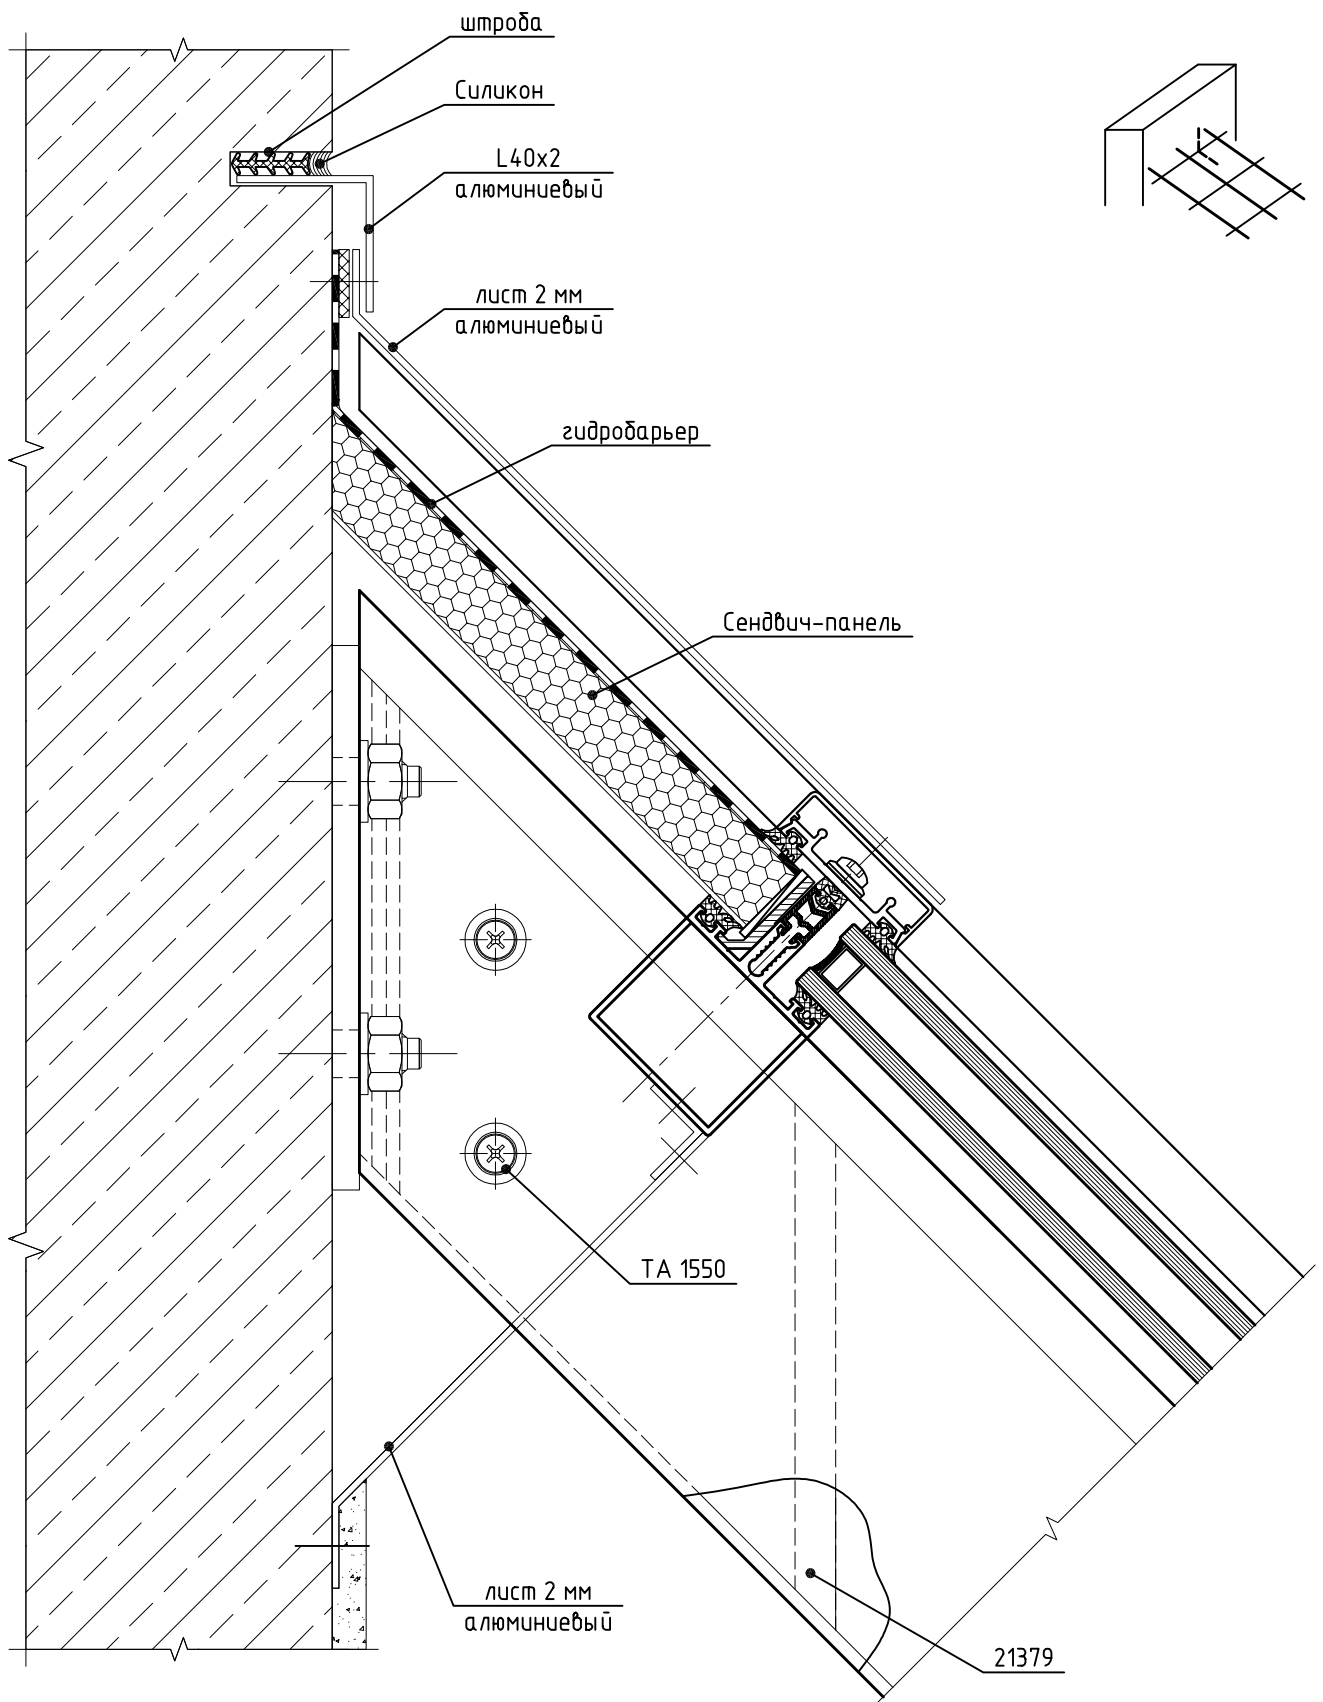 штроба
Силикон
L40x2
алюминиевый
лист 2 мм
алюминиевый
гидробарьер
Сендвич-панель
ТА 1550
лист 2 мм
алюминиевый
21379